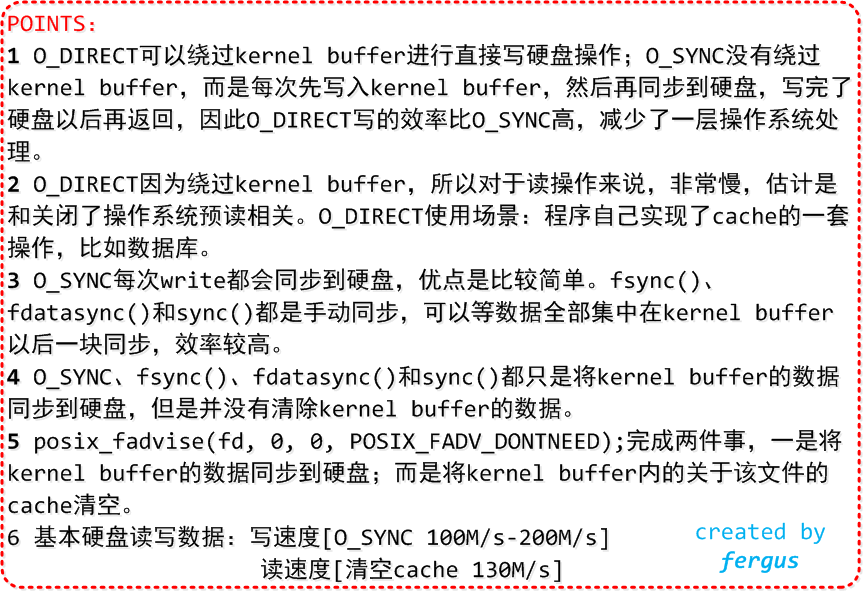 POINTS:
1 O_DIRECT可以绕过kernel buffer进行直接写硬盘操作；O_SYNC没有绕过
kernel buffer，而是每次先写入kernel buffer，然后再同步到硬盘，写完了
硬盘以后再返回，因此O_DIRECT写的效率比O_SYNC高，减少了一层操作系统处
理。
2 O_DIRECT因为绕过kernel buffer，所以对于读操作来说，非常慢，估计是
和关闭了操作系统预读相关。O_DIRECT使用场景：程序自己实现了cache的一套
操作，比如数据库。
3 O_SYNC每次write都会同步到硬盘，优点是比较简单。fsync()、
fdatasync()和sync()都是手动同步，可以等数据全部集中在kernel buffer
以后一块同步，效率较高。
4 O_SYNC、fsync()、fdatasync()和sync()都只是将kernel buffer的数据
同步到硬盘，但是并没有清除kernel buffer的数据。
5 posix_fadvise(fd, 0, 0, POSIX_FADV_DONTNEED);完成两件事，一是将
kernel buffer的数据同步到硬盘；而是将kernel buffer内的关于该文件的
cache清空。
6 基本硬盘读写数据：写速度[O_SYNC 100M/s-200M/s]
读速度[清空cache 130M/s]
created by
fergus